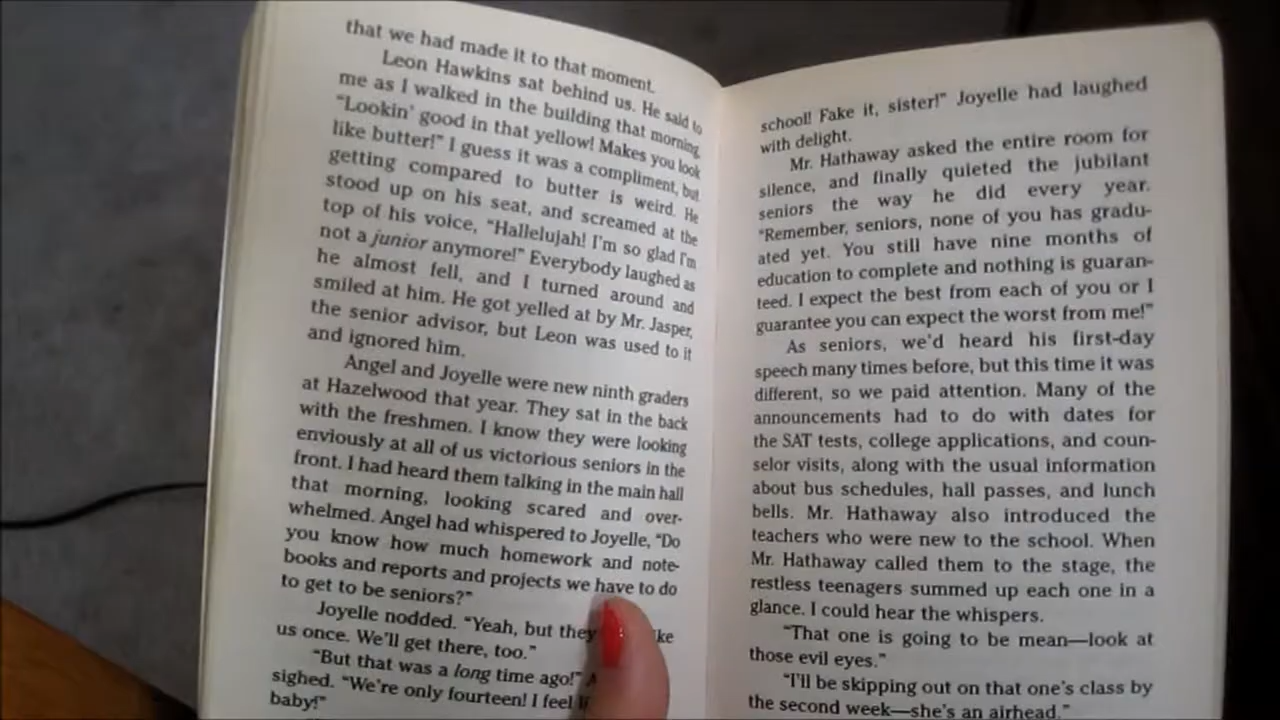 that we had made it to that moment.
Leon Hawkins sat behind us. He said to
me as I walked in the building that morning,
“Lookin’ good in that yellow! Makes you look
like butter!” I guess it was a compliment, but
getting compared to butter is weird. He
stood up on his seat, and screamed at the
top of his voice, “Hallelujah! I’m so glad I’m
not a junior anymore!” Everybody laughed as
he almost fell, and I turned around and
smiled at him. He got yelled at by Mr. Jasper,
the senior advisor, but Leon was used to it
and ignored him.
Angel and Joyelle were new ninth graders
at Hazelwood that year. They sat in the back
with the freshmen. I know they were looking
enviously at all of us victorious seniors in the
front. I had heard them talking in the main hall
that morning, looking scared and over-
whelmed. Angel had whispered to Joyelle, “Do
you know how much homework and note-
books and reports and projects we have to do
to get to be seniors?”
Joyelle nodded. “Yeah, but they
us once. We’ll get there, too.”
“But that was a long time ago!”
sighed. “We’re only fourteen! I feel
baby!”
school! Fake it, sister!” Joyelle had laughed
with delight.
Mr. Hathaway asked the entire room for
silence, and finally quieted the jubilant
seniors the way he did every year.
“Remember, seniors, none of you has gradu-
ated yet. You still have nine months of
education to complete and nothing is guaran-
teed. I expect the best from each of you or I
guarantee you can expect the worst from me!”
As seniors, we’d heard his first-day
speech many times before, but this time it was
different, so we paid attention. Many of the
announcements had to do with dates for
the SAT tests, college applications, and coun-
selor visits, along with the usual information
about bus schedules, hall passes, and lunch
bells. Mr. Hathaway also introduced the
teachers who were new to the school. When
Mr. Hathaway called them to the stage, the
restless teenagers summed up each one in a
glance. I could hear the whispers.
“That one is going to be mean—look at
those evil eyes.”
“I’ll be skipping out on that one’s class by
the second week—she’s an airhead.”